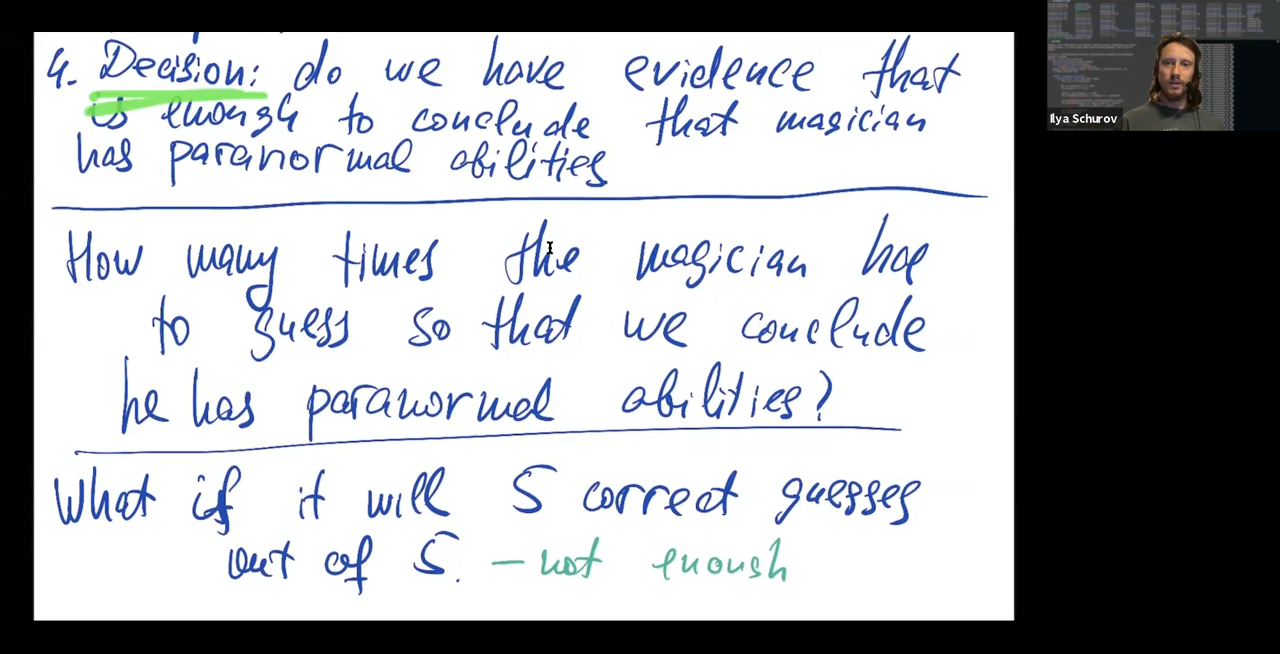 4. Decision: do we have evidence that
is enough to conclude that magician
has paranormal abilities
How many times the magician has
to guess so that we conclude
he has paranormal abilities?
What if it will 5 correct guesses
out of 5. – not enough
Ilya Schurov